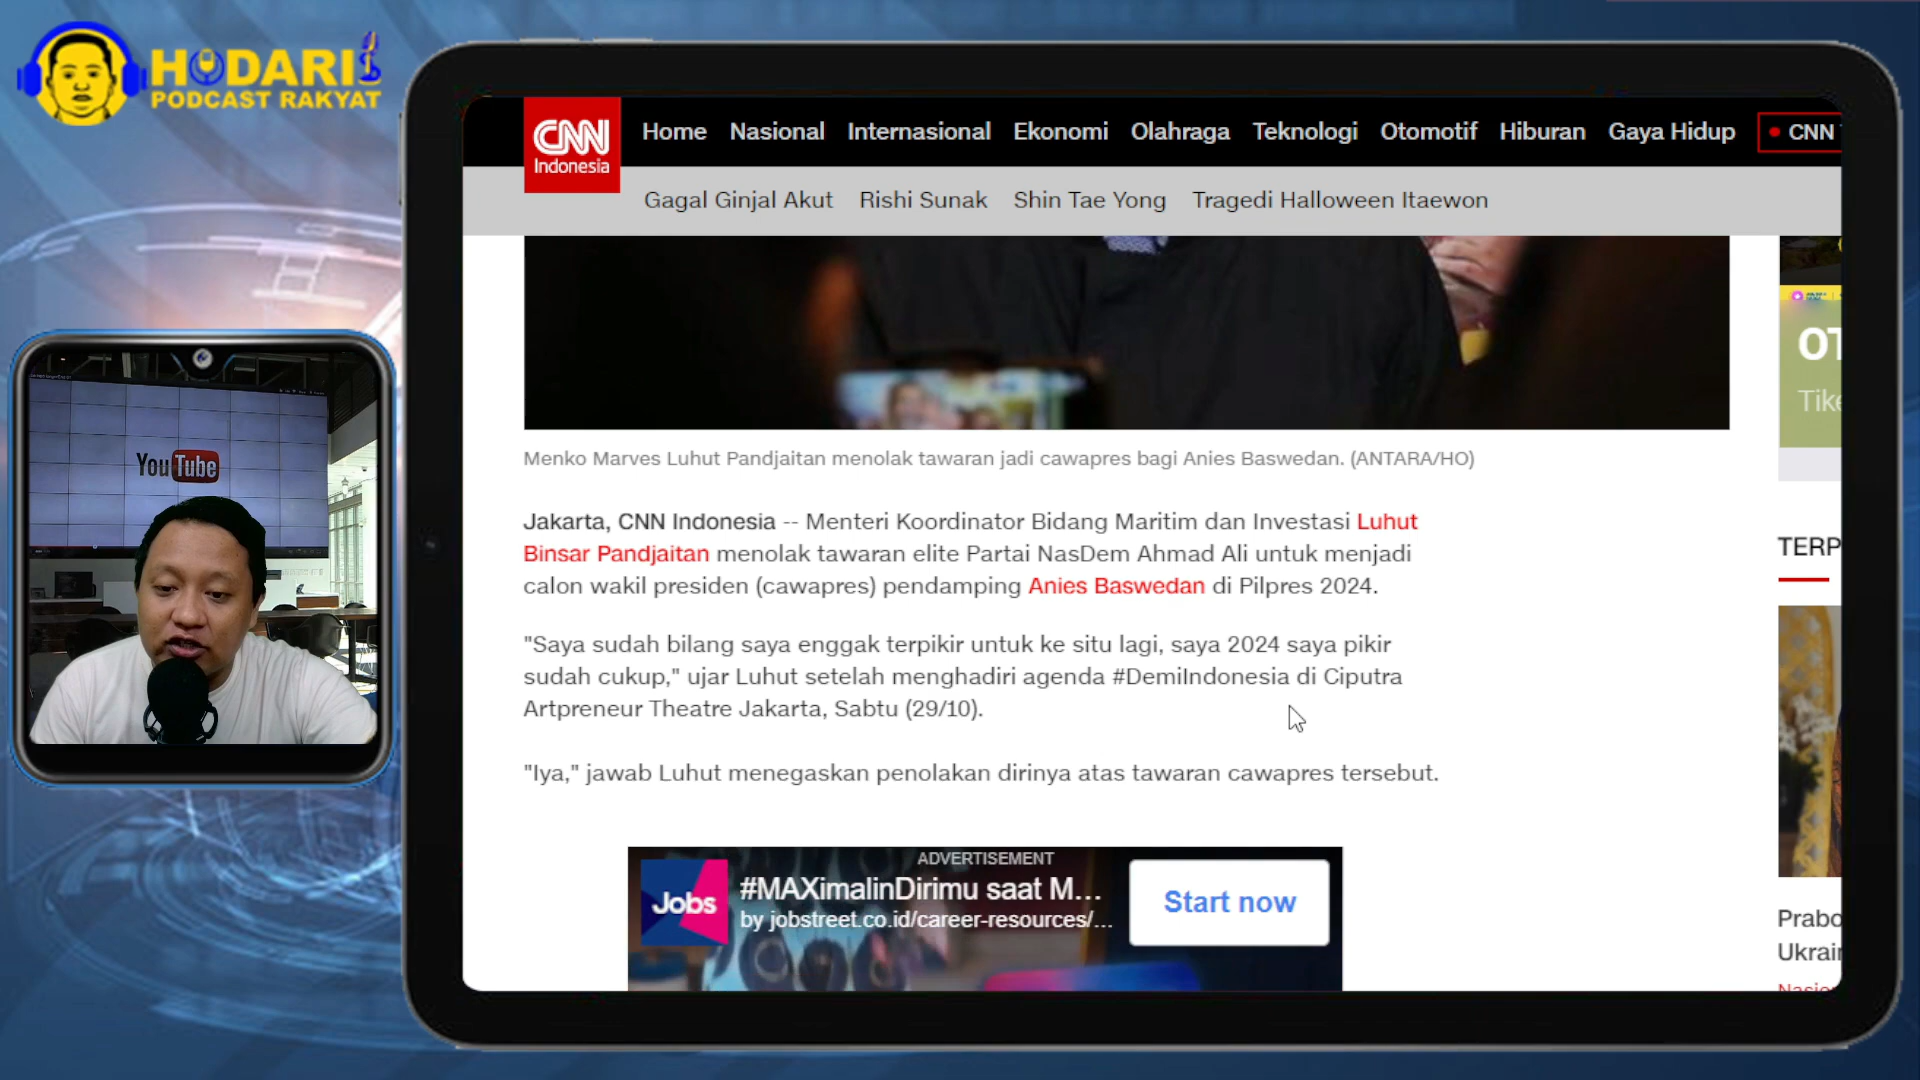 HODARI
PODCAST RAKYAT
YouTube
CNN
Indonesia
Home Nasional Internasional Ekonomi Olahraga Teknologi Otomotif Hiburan Gaya Hidup CNN
Gagal Ginjal Akut Rishi Sunak Shin Tae Yong Tragedi Halloween Itaewon
Menko Marves Luhut Pandjaitan menolak tawaran jadi cawapres bagi Anies Baswedan. (ANTARA/HO)
Jakarta, CNN Indonesia -- Menteri Koordinator Bidang Maritim dan Investasi Luhut
Binsar Pandjaitan menolak tawaran elite Partai NasDem Ahmad Ali untuk menjadi
calon wakil presiden (cawapres) pendamping Anies Baswedan di Pilpres 2024.
"Saya sudah bilang saya enggak terpikir untuk ke situ lagi, saya 2024 saya pikir
sudah cukup," ujar Luhut setelah menghadiri agenda #DemiIndonesia di Ciputra
Artpreneur Theatre Jakarta, Sabtu (29/10).
"Iya," jawab Luhut menegaskan penolakan dirinya atas tawaran cawapres tersebut.
ADVERTISEMENT
Jobs
#MAXimalinDirimu saat M...
by jobstreet.co.id/career-resources/...
Start now
OT
Tike
TERP
Prabo
Ukrain